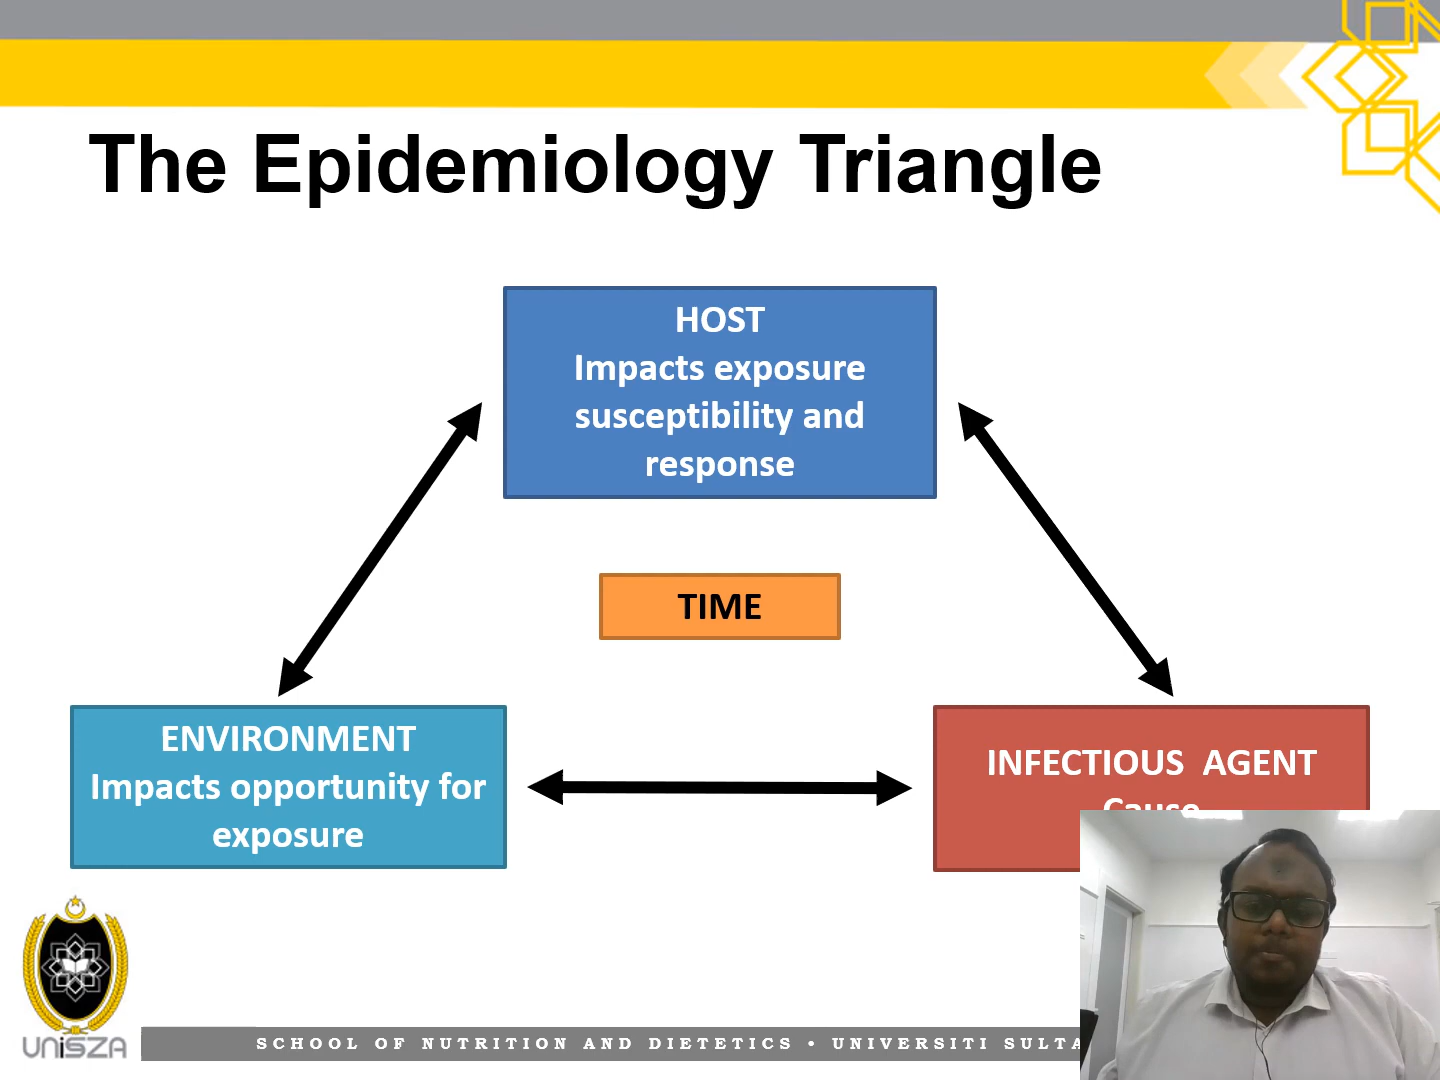 The Epidemiology Triangle
HOST
Impacts exposure
susceptibility and
response
TIME
ENVIRONMENT
Impacts opportunity for
exposure
INFECTIOUS AGENT
Cause
UNISZA
SCHOOL OF NUTRITION AND DIETETICS • UNIVERSITI SULTA